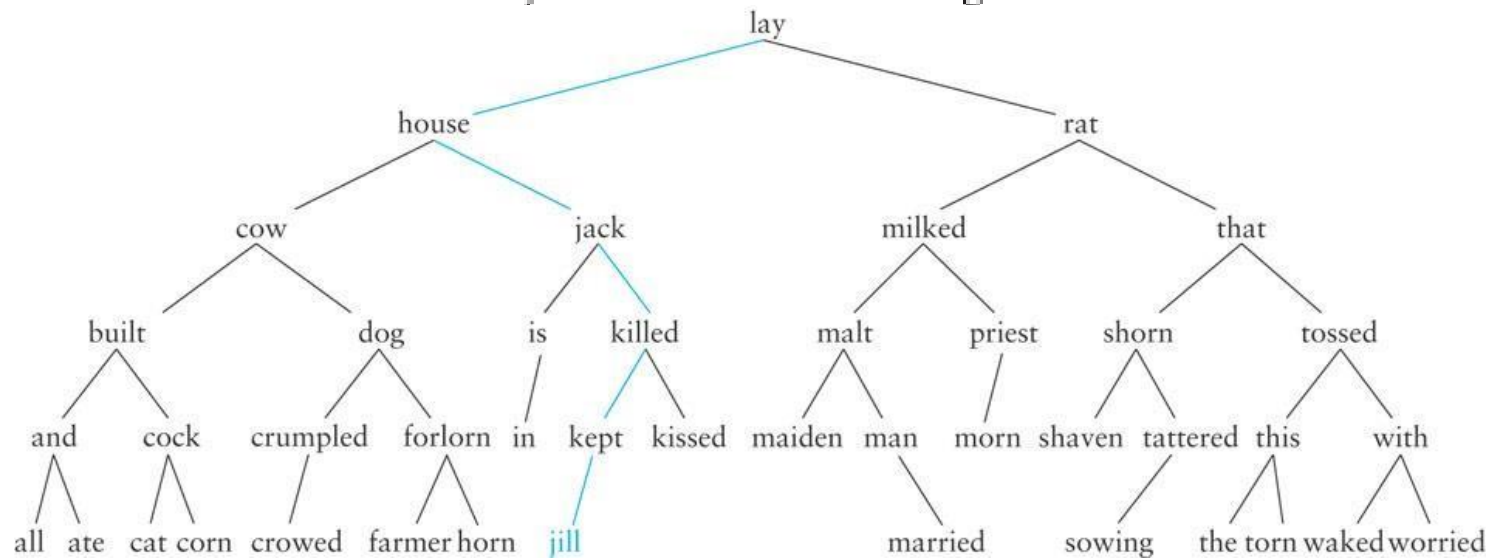 lay
house rat
cow jack milked that
built dog is killed malt priest shorn tossed
and cock crumpled forlorn in kept kissed maiden man morn shaven tattered this with
all ate cat corn crowed farmer horn jill married sowing the torn waked worried